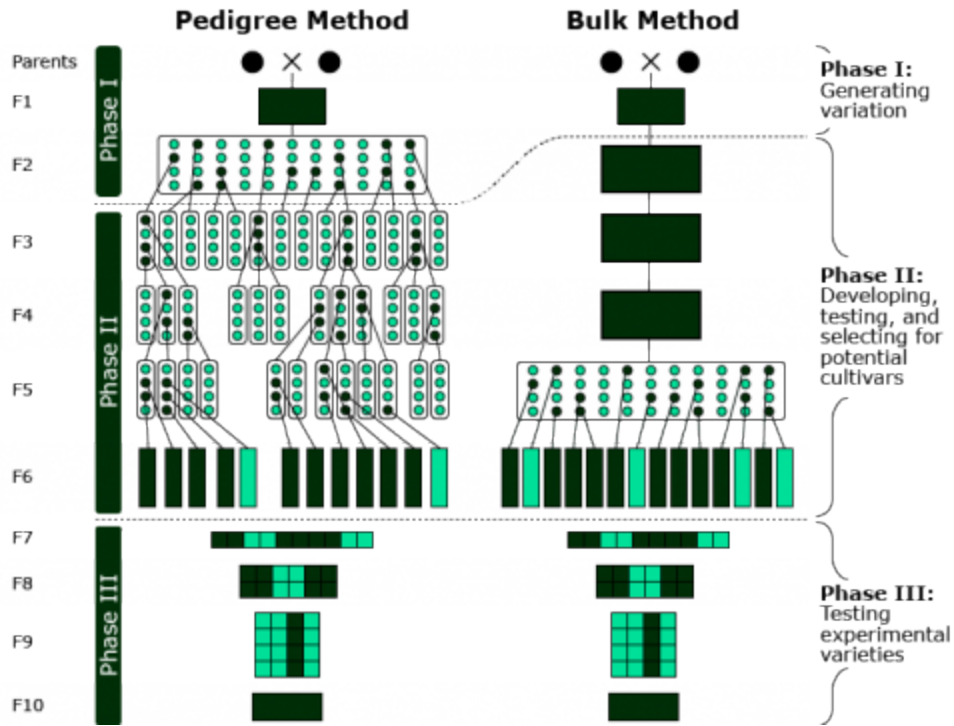 Pedigree Method
Bulk Method
Parents
F1
F2
F3
F4
F5
F6
F7
F8
F9
F10
Phase I
Phase II
Phase III
Phase I:
Generating
variation
Phase II:
Developing,
testing, and
selecting for
potential
cultivars
Phase III:
Testing
experimental
varieties